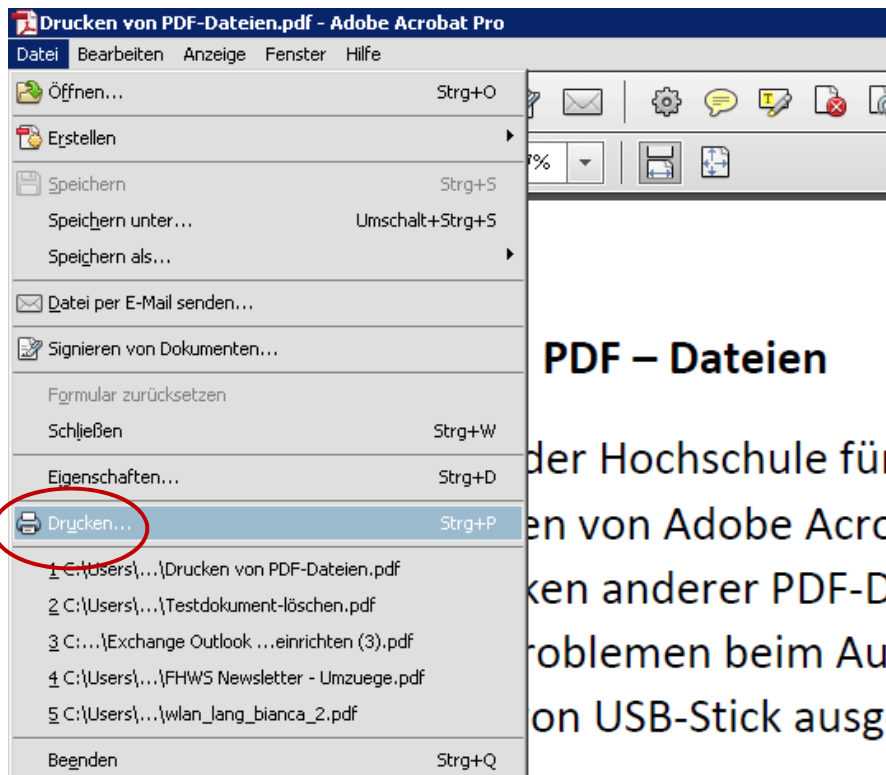 Drucken von PDF-Dateien.pdf - Adobe Acrobat Pro
Datei Bearbeiten Anzeige Fenster Hilfe
Öffnen... Strg+O
Erstellen
Speichern Strg+S
Speichern unter... Umschalt+Strg+S
Speichern als...
Datei per E-Mail senden...
Signieren von Dokumenten...
Formular zurücksetzen
Schließen Strg+W
Eigenschaften... Strg+D
Drucken... Strg+P
1 C:\Users\...\Drucken von PDF-Dateien.pdf
2 C:\Users\...\Testdokument-löschen.pdf
3 C:...\Exchange Outlook ...einrichten (3).pdf
4 C:\Users\...\FHWS Newsletter - Umzuege.pdf
5 C:\Users\...\wlan_lang_bianca_2.pdf
Beenden Strg+Q
%
PDF – Dateien
der Hochschule für
en von Adobe Acro
ken anderer PDF-D
roblemen beim Au
on USB-Stick ausg